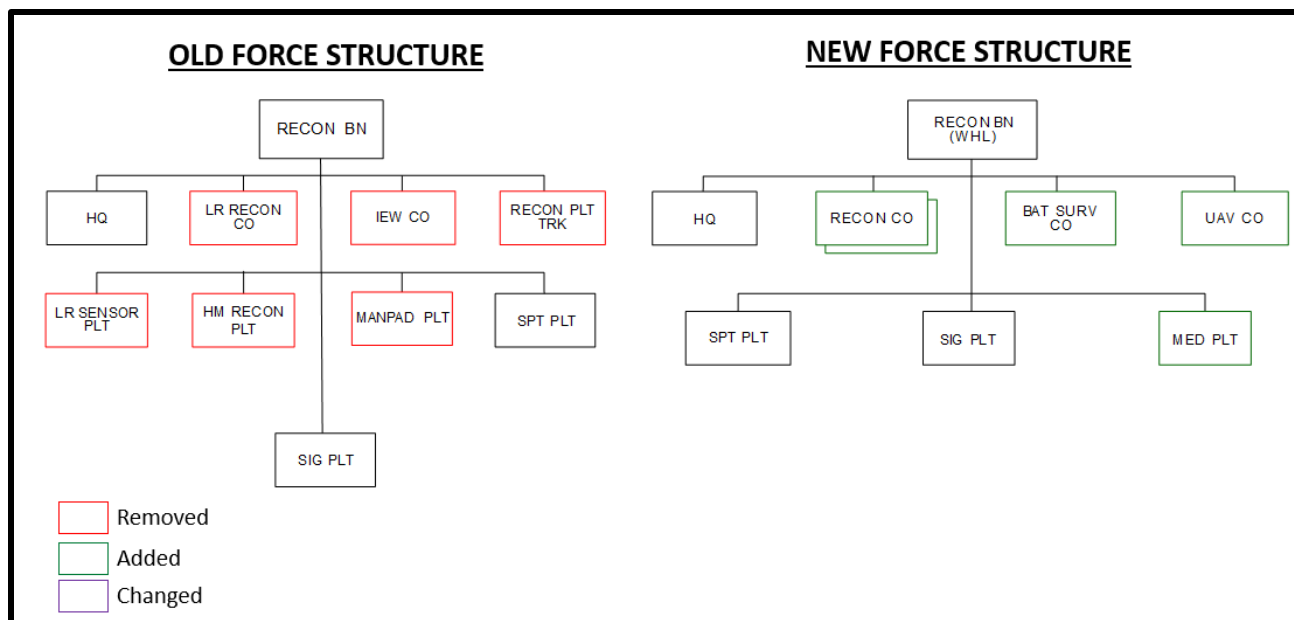 OLD FORCE STRUCTURE
RECON BN
HQ
LR RECON
CO
IEW CO
RECON PLT
TRK
LR SENSOR
PLT
HM RECON
PLT
MANPAD PLT
SPT PLT
SIG PLT
Removed
Added
Changed
NEW FORCE STRUCTURE
RECON BN
(WHL)
HQ
RECON CO
BAT SURV
CO
UAV CO
SPT PLT
SIG PLT
MED PLT